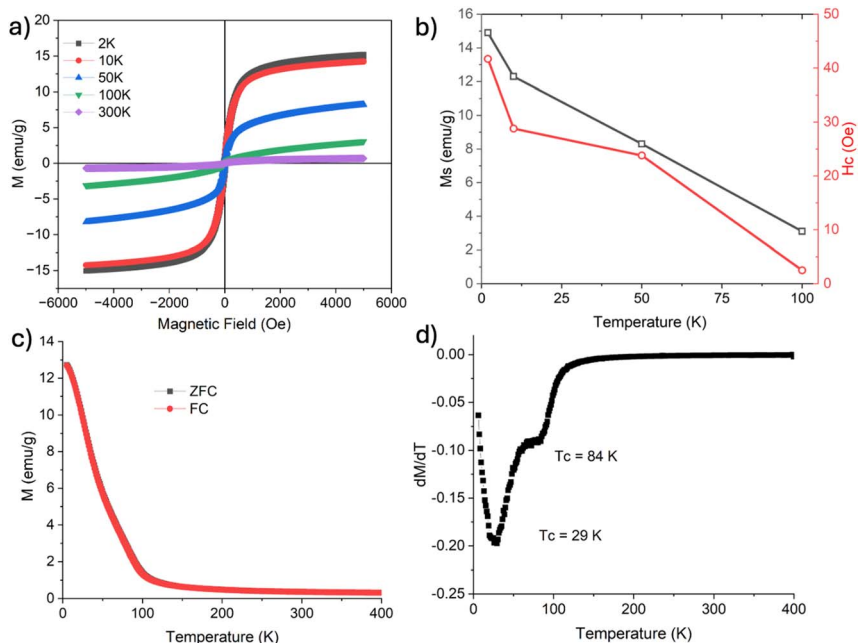 a)
20
15
10
5
0
−5
−10
−15
M (emu/g)
2K
10K
50K
100K
300K
−6000 −4000 −2000 0 2000 4000 6000
Magnetic Field (Oe)
b)
16
14
12
10
8
6
4
2
0
Ms (emu/g)
50
40
30
20
10
0
Hc (Oe)
0 25 50 75 100
Temperature (K)
c)
14
12
10
8
6
4
2
0
M (emu/g)
ZFC
FC
0 100 200 300 400
Temperature (K)
d)
0.00
-0.05
-0.10
-0.15
-0.20
-0.25
dM/dT
Tc = 84 K
Tc = 29 K
0 100 200 300 400
Temperature (K)